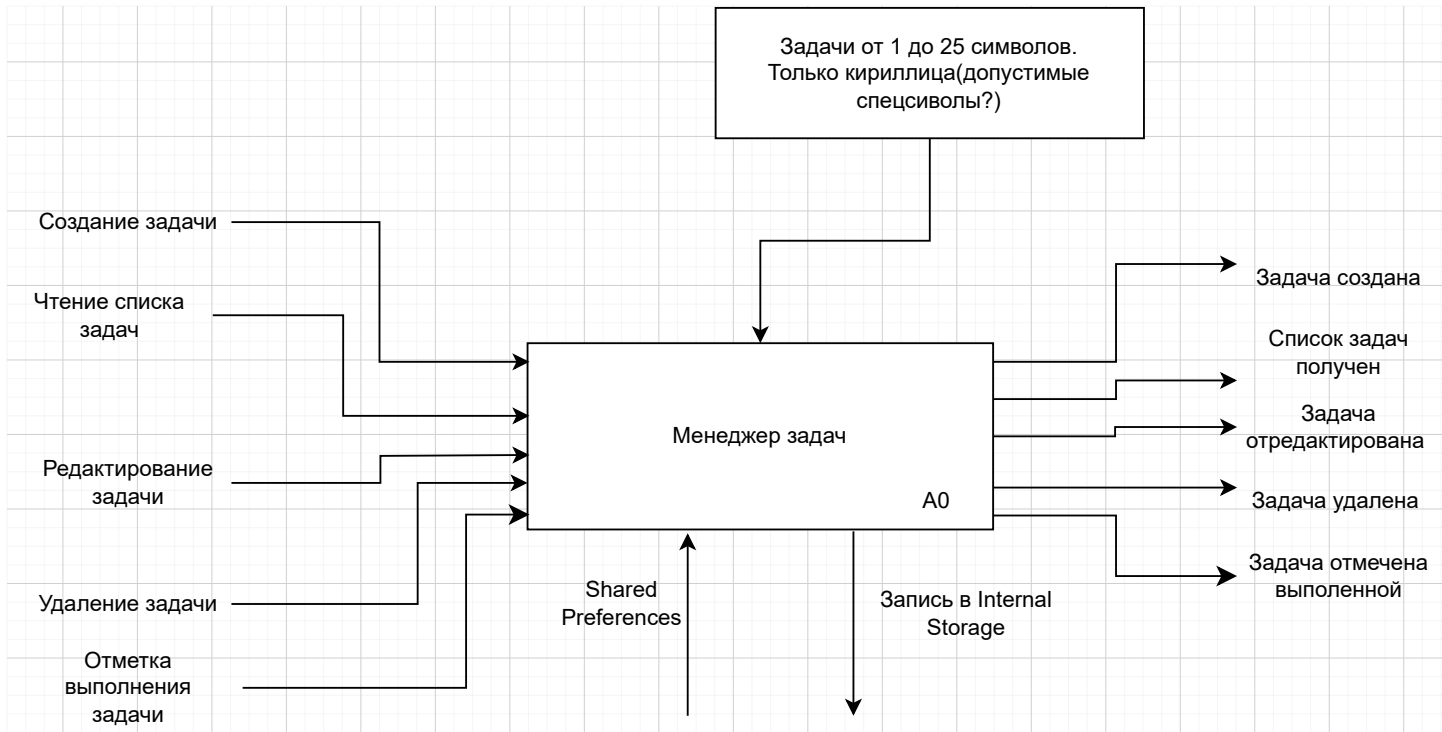 Задачи от 1 до 25 символов.
Только кириллица(допустимые
спецсиволы?)
Создание задачи
Чтение списка
задач
Редактирование
задачи
Удаление задачи
Отметка
выполнения
задачи
Менеджер задач
A0
Shared
Preferences
Запись в Internal
Storage
Задача создана
Список задач
получен
Задача
отредактирована
Задача удалена
Задача отмечена
выполенной